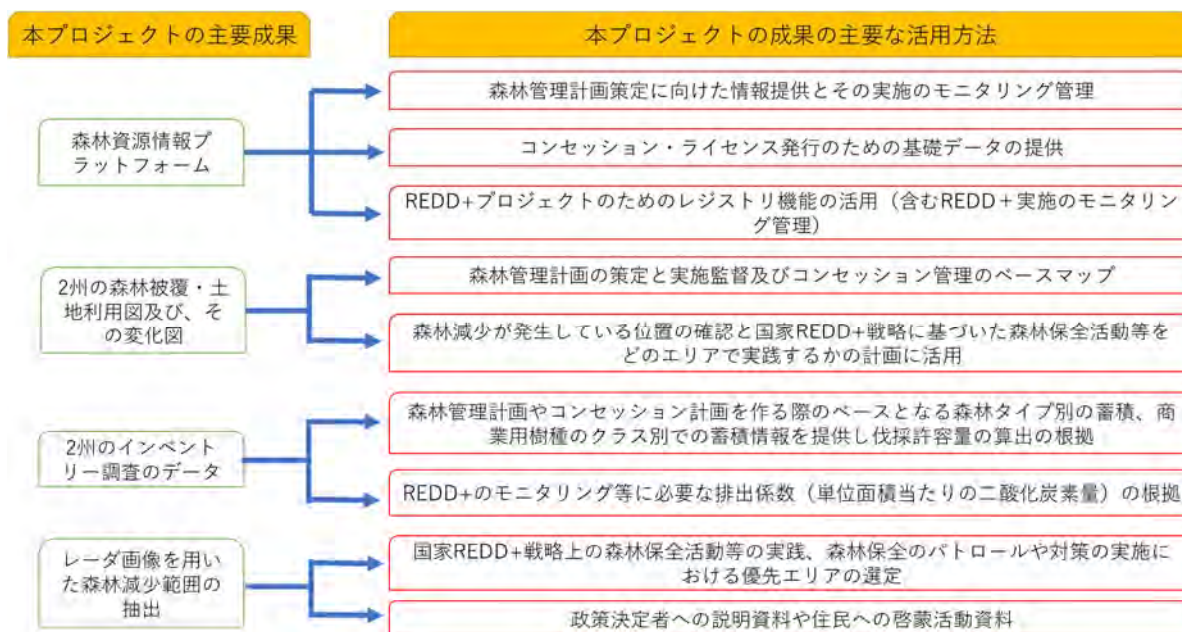 本プロジェクトの主要成果
本プロジェクトの成果の主要な活用方法
森林資源情報プ
ラットフォーム
森林管理計画策定に向けた情報提供とその実施のモニタリング管理
コンセッション・ライセンス発行のための基礎データの提供
REDD+プロジェクトのためのレジストリ機能の活用（含むREDD＋実施のモニタリン
グ管理）
2州の森林被覆・土
地利用図及び、そ
の変化図
森林管理計画の策定と実施監督及びコンセッション管理のベースマップ
森林減少が発生している位置の確認と国家REDD+戦略に基づいた森林保全活動等を
どのエリアで実践するかの計画に活用
2州のインベント
リー調査のデータ
森林管理計画やコンセッション計画を作る際のベースとなる森林タイプ別の蓄積、商
業用樹種のクラス別での蓄積情報を提供し伐採許容量の算出の根拠
REDD+のモニタリング等に必要な排出係数（単位面積当たりの二酸化炭素量）の根拠
レーダ画像を用い
た森林減少範囲の
抽出
国家REDD+戦略上の森林保全活動等の実践、森林保全のパトロールや対策の実施に
おける優先エリアの選定
政策決定者への説明資料や住民への啓蒙活動資料